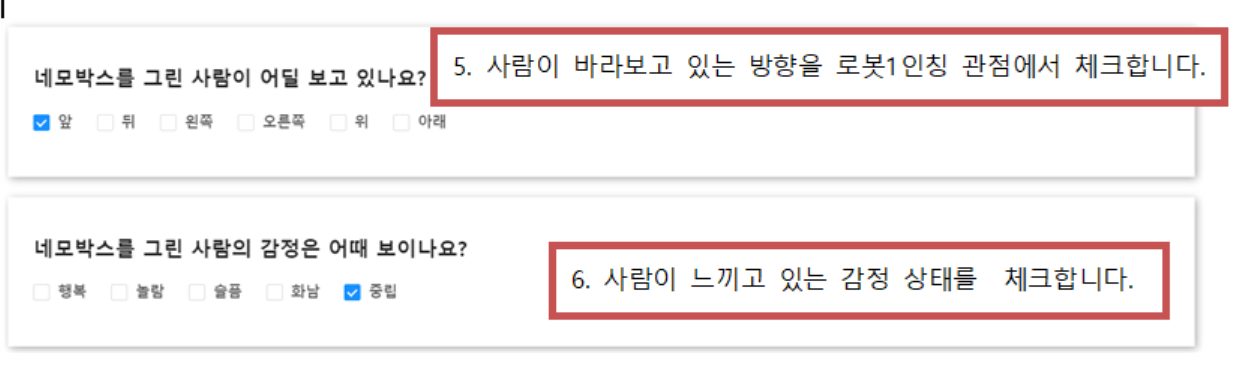 네모박스를 그린 사람이 어딜 보고 있나요?
5. 사람이 바라보고 있는 방향을 로봇1인칭 관점에서 체크합니다.
앞 뒤 왼쪽 오른쪽 위 아래
네모박스를 그린 사람의 감정은 어때 보이나요?
6. 사람이 느끼고 있는 감정 상태를 체크합니다.
행복 놀람 슬픔 화남 중립